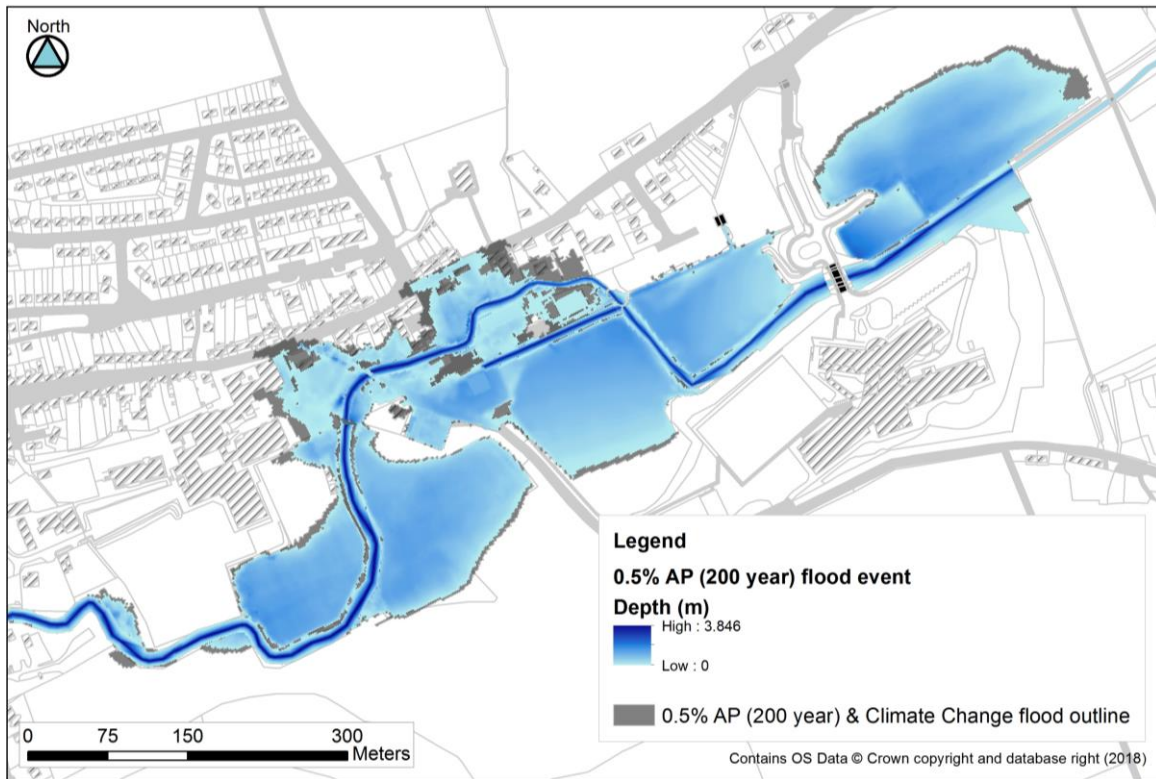 North
Legend
0.5% AP (200 year) flood event
Depth (m)
High : 3.846
Low : 0
0.5% AP (200 year) & Climate Change flood outline
0 75 150 300
Meters
Contains OS Data © Crown copyright and database right (2018)